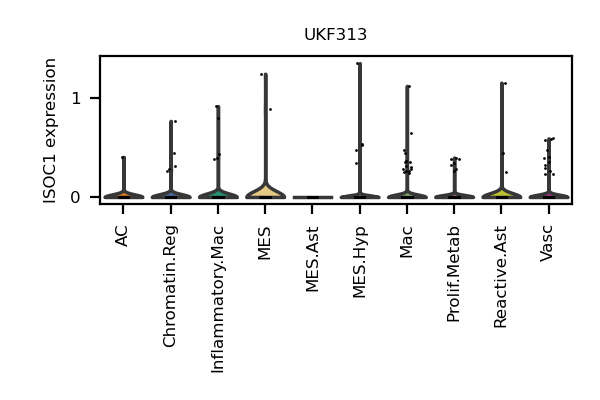 UKF313
ISOC1 expression
1
0
AC
Chromatin.Reg
Inflammatory.Mac
MES
MES.Ast
MES.Hyp
Mac
Prolif.Metab
Reactive.Ast
Vasc